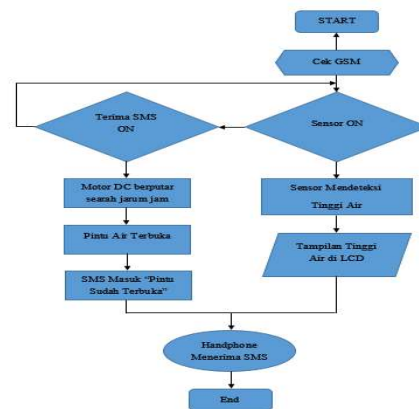 START
Cek GSM
Terima SMS
ON
Sensor ON
Motor DC berputar
searah jarum jam
Sensor Mendeteksi
Tinggi Air
Pintu Air Terbuka
Tampilan Tinggi
Air di LCD
SMS Masuk “Pintu
Sudah Terbuka”
Handphone
Menerima SMS
End